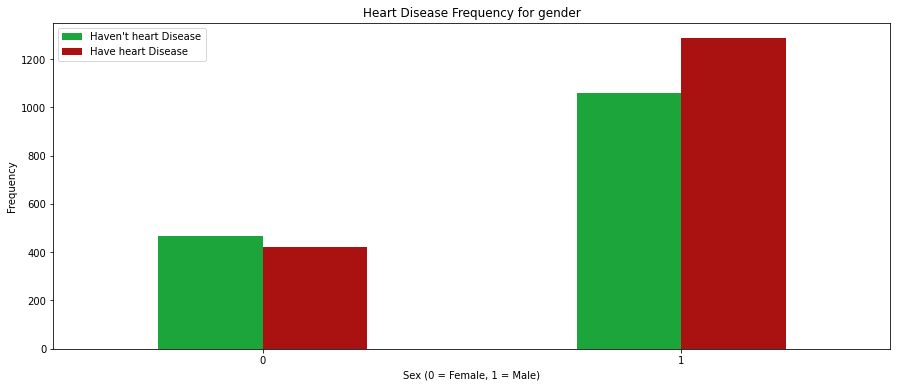 Heart Disease Frequency for gender
Haven't heart Disease
Have heart Disease
1200
1000
800
600
400
200
0
Frequency
0 1
Sex (0 = Female, 1 = Male)